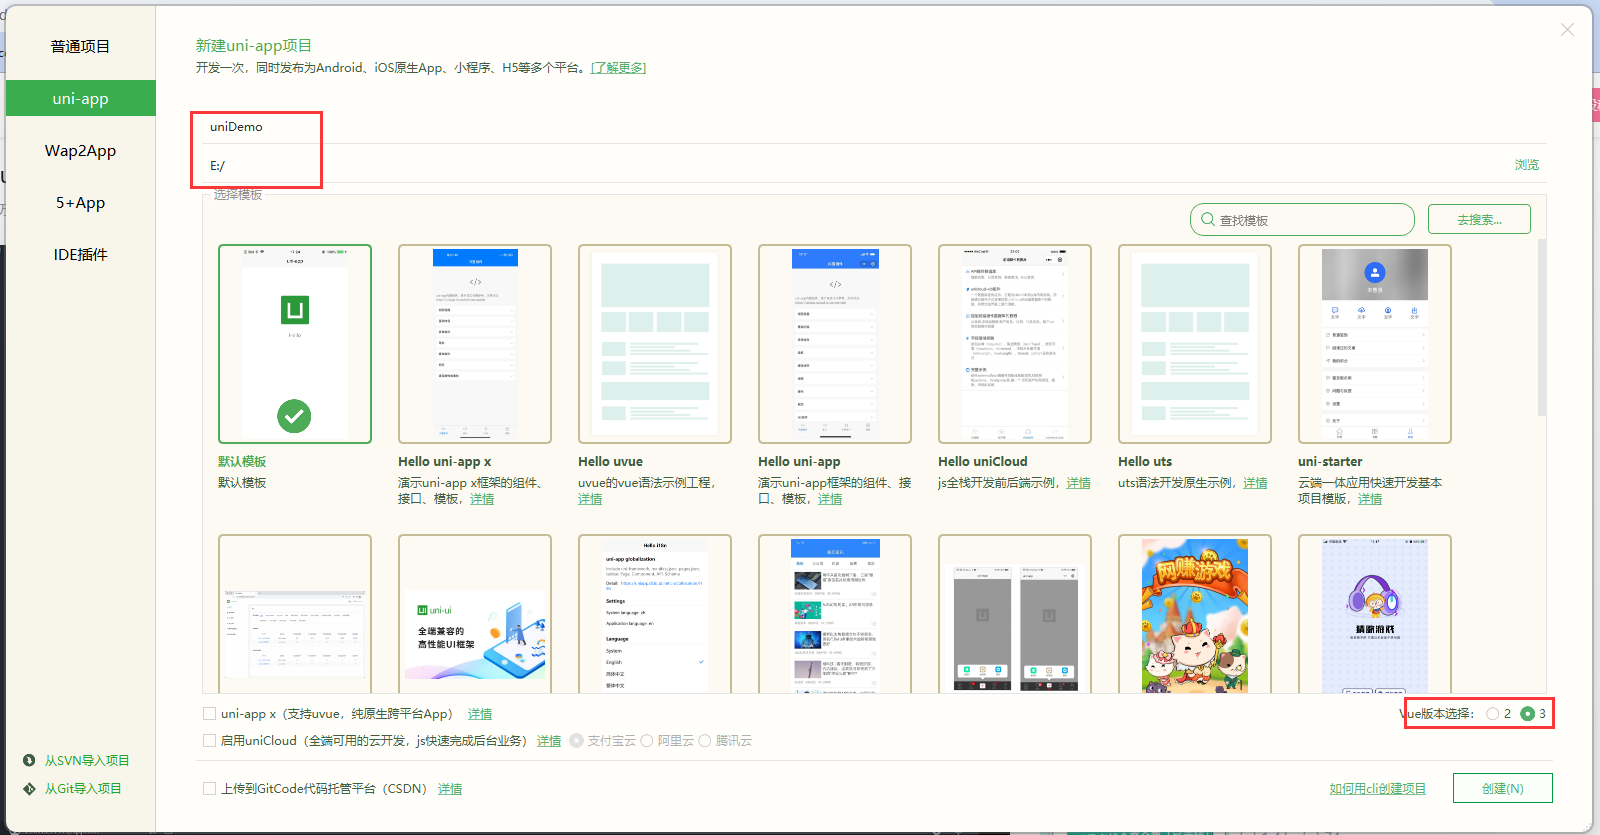 普通项目
uni-app
Wap2App
5+App
IDE插件
从SVN导入项目
从Git导入项目
新建uni-app项目
开发一次，同时发布为Android、iOS原生App、小程序、H5等多个平台。[了解更多]
uniDemo
E:/
浏览
选择模板
查找模板
去搜索...
默认模板
默认模板
Hello uni-app x
演示uni-app x框架的组件、
接口、模板，详情
Hello uvue
uvue的vue语法示例工程，
详情
Hello uni-app
演示uni-app框架的组件、接
口、模板，详情
Hello uniCloud
js全栈开发前后端示例，详情
Hello uts
uts语法开发原生示例，详情
uni-starter
云端一体应用快速开发基本
项目模版，详情
uni-ui
全端兼容的
高性能UI框架
Hello i18n
uni-app globalization
Settings
System language: zh
Application language: en
Language
System
English
简体中文
繁体中文
网赚游戏
猜歌游戏
uni-app x（支持uvue，纯原生跨平台App） 详情
Vue版本选择： 2 3
启用uniCloud（全端可用的云开发，js快速完成后台业务） 详情 支付宝云 阿里云 腾讯云
上传到GitCode代码托管平台（CSDN） 详情
如何用cli创建项目
创建(N)